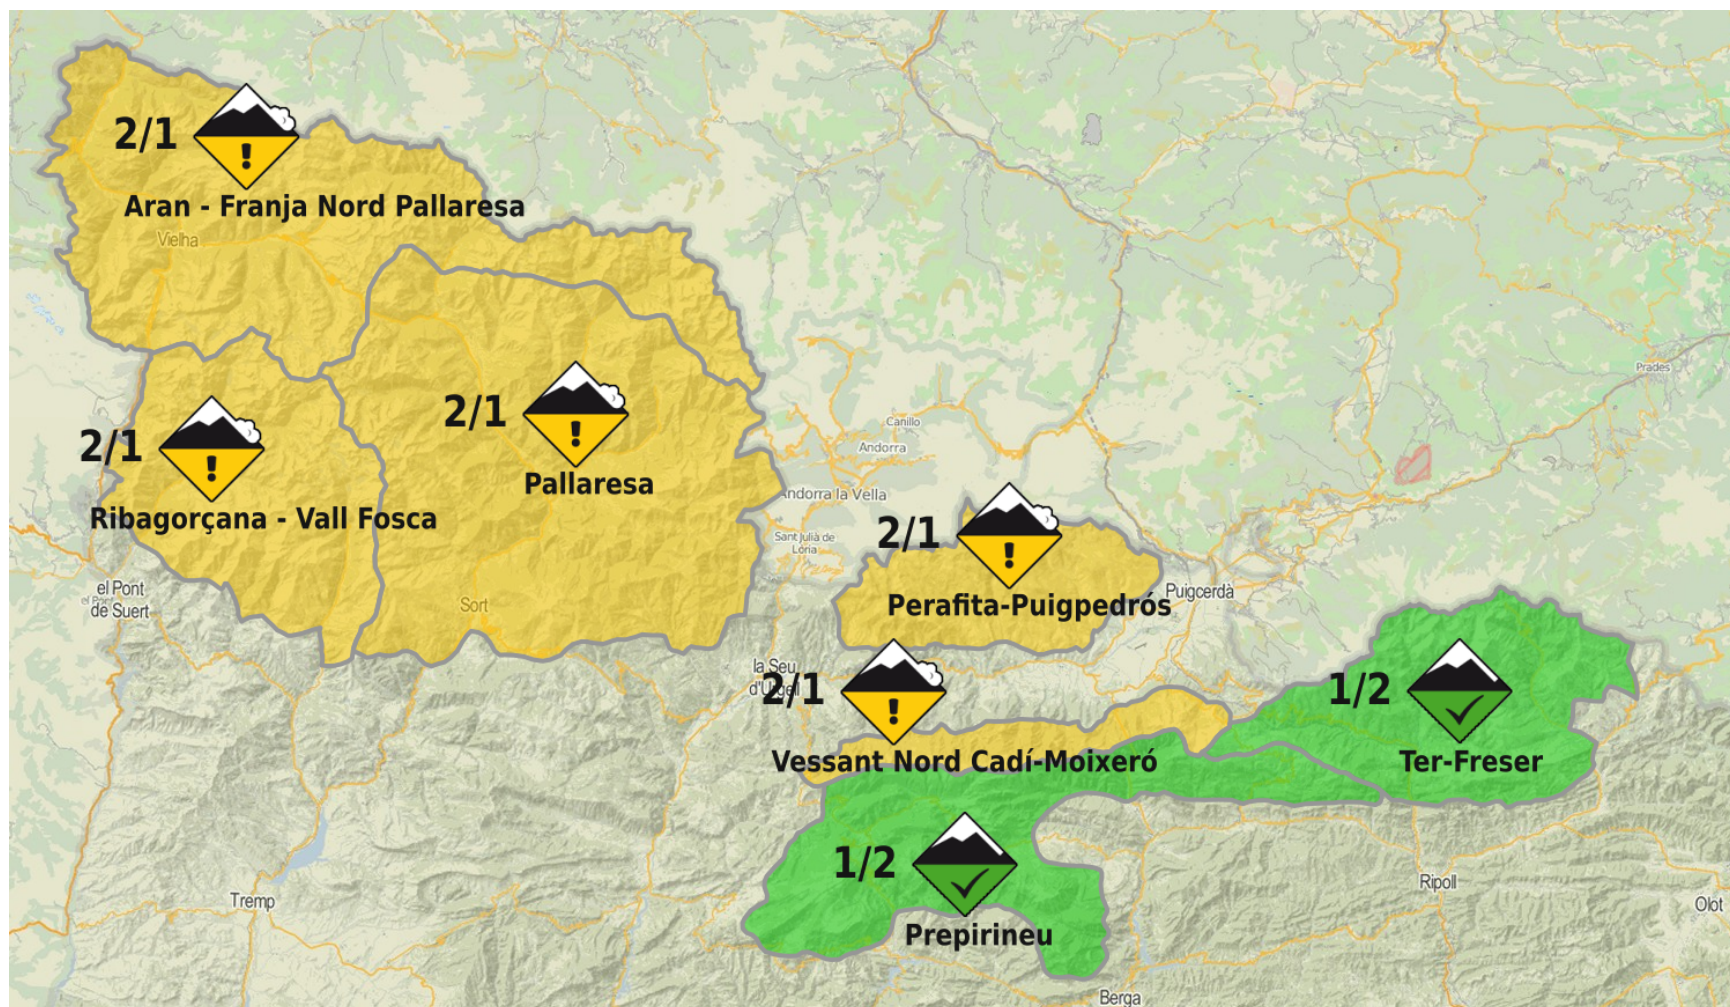 2/1
Aran - Franja Nord Pallaresa
Vielha
2/1
Pallaresa
2/1
Ribagorçana - Vall Fosca
Prades
Canillo
Andorra
Andorra la Vella
Sant Julià de
Lòria
2/1
Perafita-Puigpedrós
Puigcerdà
el Pont
de Suert
Sort
la Seu
d'Urgell
2/1
Vessant Nord Cadí-Moixeró
1/2
Ter-Freser
1/2
Prepirineu
Tremp
Ripoll
Olot
Berga